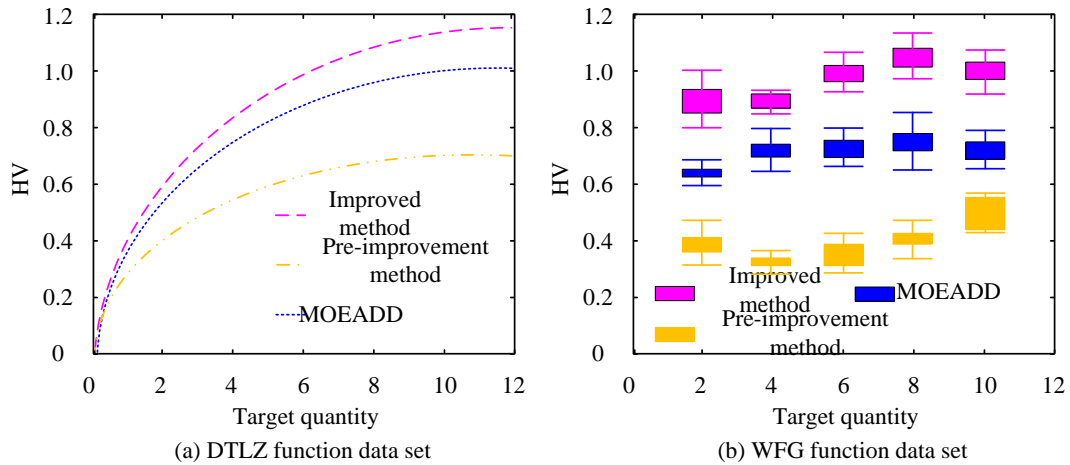 1.2
1.0
0.8
0.6
0.4
0.2
0
HV
0
2
4
6
8
10
12
Target quantity
Improved
method
Pre-improvement
method
MOEADD
(a) DTLZ function data set
1.2
1.0
0.8
0.6
0.4
0.2
0
HV
0
2
4
6
8
10
12
Target quantity
Improved
method
MOEADD
Pre-improvement
method
(b) WFG function data set